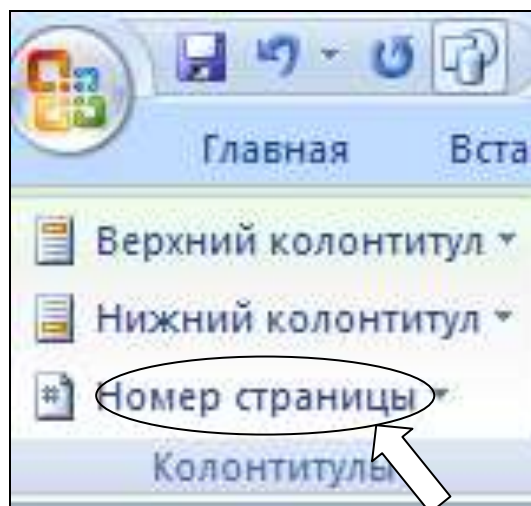 Главная Вста
Верхний колонтитул
Нижний колонтитул
Номер страницы
Колонтитулы